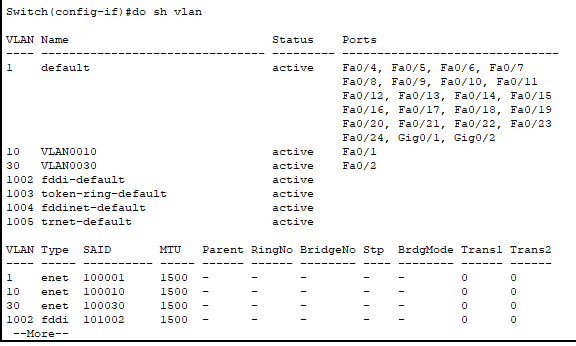 Switch(config-if)#do sh vlan
VLAN Name                             Status    Ports
---- -------------------------------- --------- -------------------------------
1    default                          active    Fa0/4, Fa0/5, Fa0/6, Fa0/7
                                                Fa0/8, Fa0/9, Fa0/10, Fa0/11
                                                Fa0/12, Fa0/13, Fa0/14, Fa0/15
                                                Fa0/16, Fa0/17, Fa0/18, Fa0/19
                                                Fa0/20, Fa0/21, Fa0/22, Fa0/23
                                                Fa0/24, Gig0/1, Gig0/2
10   VLAN0010                         active    Fa0/1
30   VLAN0030                         active    Fa0/2
1002 fddi-default                     active
1003 token-ring-default               active
1004 fddinet-default                  active
1005 trnet-default                    active
VLAN Type  SAID       MTU   Parent RingNo BridgeNo Stp  BrdgMode Trans1 Trans2
---- ----- ---------- ----- ------ ------ -------- ---- -------- ------ ------
1    enet  100001     1500  -      -      -        -    -        0      0
10   enet  100010     1500  -      -      -        -    -        0      0
30   enet  100030     1500  -      -      -        -    -        0      0
1002 fddi  101002     1500  -      -      -        -    -        0      0
 --More--